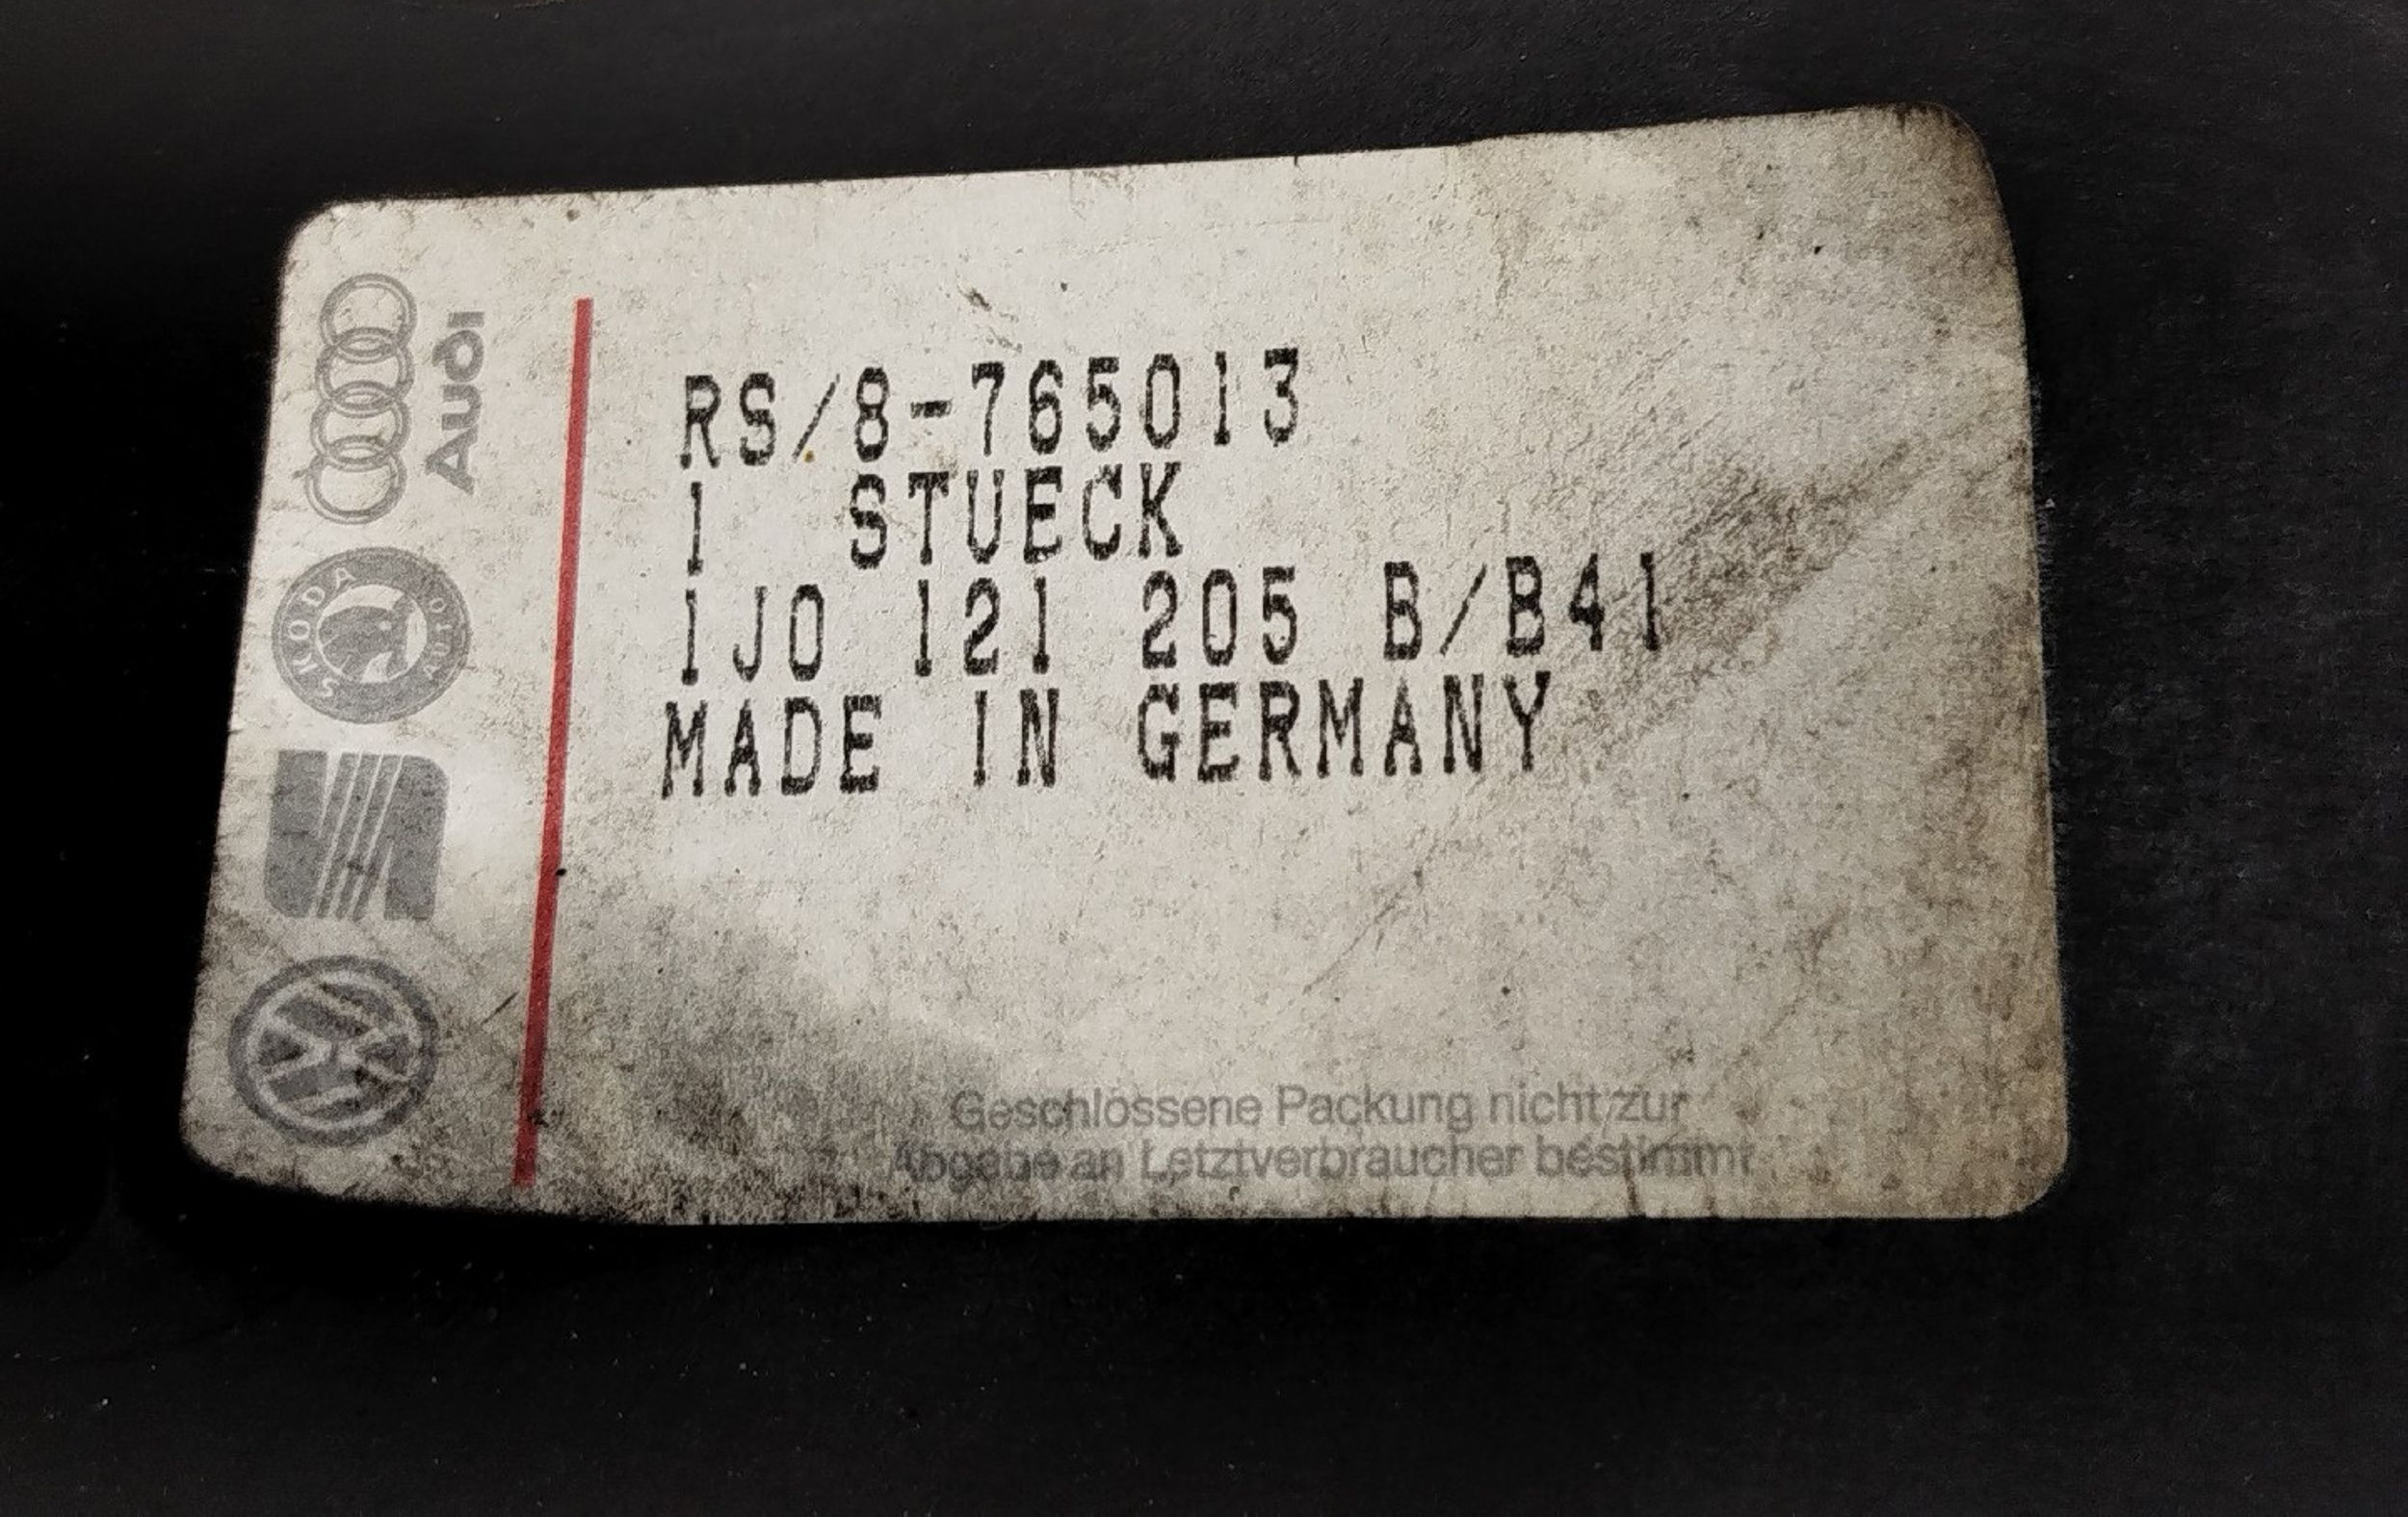 RS/8-765013
1 STUECK
1J0 121 205 B/B41
MADE IN GERMANY
Geschlossene Packung nicht zur
Abgabe an Letztverbraucher bestimmt
Audi
SKODA AUTO